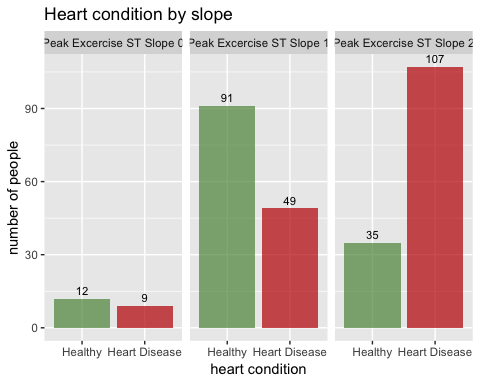 Heart condition by slope
Peak Excercise ST Slope 0
Peak Excercise ST Slope 1
Peak Excercise ST Slope 2
number of people
90
60
30
0
12
9
91
49
35
107
Healthy Heart Disease
Healthy Heart Disease
Healthy Heart Disease
heart condition